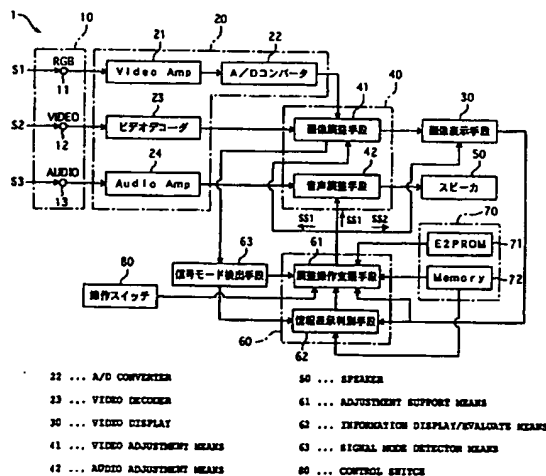 1
10
20
21
22
S1
RGB
11
Video Amp
A/Dコンバータ
23
41
40
30
S2
VIDEO
12
ビデオデコーダ
画像調整手段
画像表示手段
24
42
50
S3
AUDIO
13
Audio Amp
音声調整手段
スピーカ
SS1
SS1
SS2
70
63
61
E2PROM
71
80
信号モード検出手段
調整操作支援手段
Memory
72
操作スイッチ
情報表示判別手段
60
62
22 ... A/D CONVERTER
23 ... VIDEO DECODER
30 ... VIDEO DISPLAY
41 ... VIDEO ADJUSTMENT MEANS
42 ... AUDIO ADJUSTMENT MEANS
50 ... SPEAKER
61 ... ADJUSTMENT SUPPORT MEANS
62 ... INFORMATION DISPLAY/EVALUATE MEANS
63 ... SIGNAL MODE DETECTOR MEANS
80 ... CONTROL SWITCH